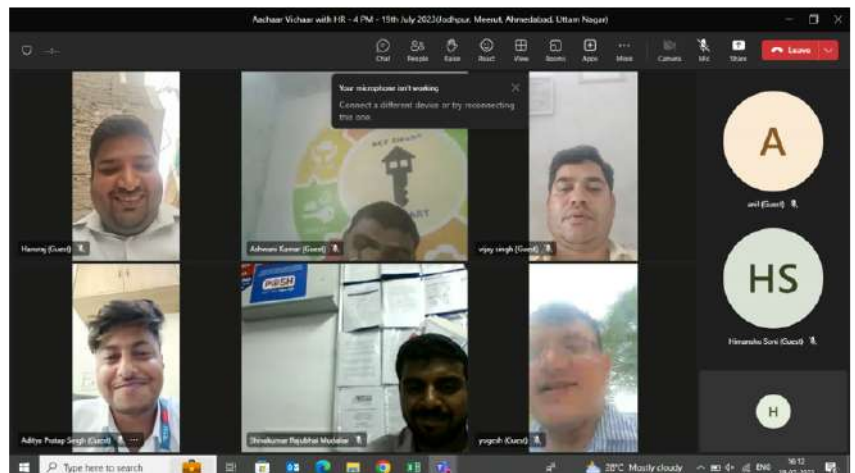 Aachaar Vichaar with HR - 4 PM - 19th July 2023(Jodhpur, Meerut, Ahmedabad, Uttam Nagar)
Chat People Raise React View Rooms Apps More Camera Mic Share Leave
Your microphone isn't working
Connect a different device or try reconnecting
this one.
Hansraj (Guest)
Ashwani Kumar (Guest)
vijay singh (Guest)
A
anil (Guest)
POSH
HS
Himanshu Soni (Guest)
Aditya Pratap Singh (Guest)
yogesh (Guest)
H
Type here to search
28°C Mostly cloudy
ENG
16:12